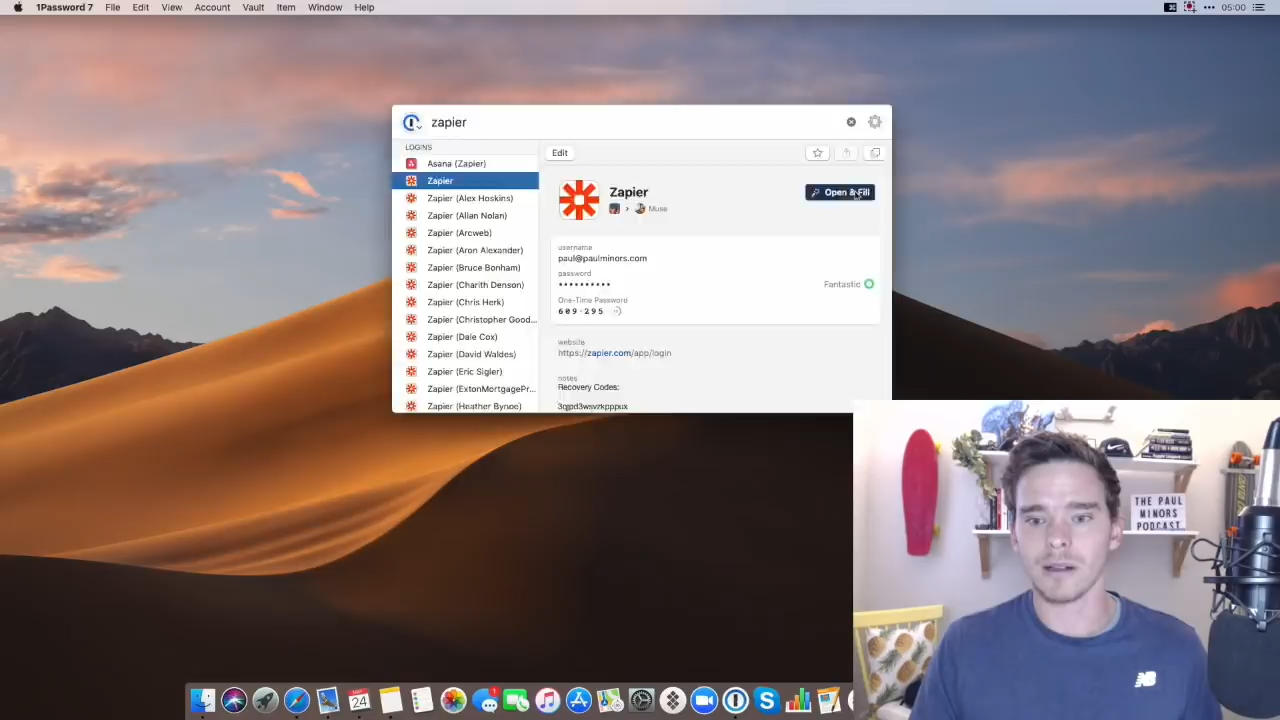 1Password 7 File Edit View Account Vault Item Window Help 05:00
zapier
LOGINS
Edit
Asana (Zapier)
Zapier
Zapier (Alex Hoskins)
Zapier (Allan Nolan)
Zapier (Arcweb)
Zapier (Aron Alexander)
Zapier (Bruce Bonham)
Zapier (Charith Denson)
Zapier (Chris Herk)
Zapier (Christopher Good...
Zapier (Dale Cox)
Zapier (David Waldes)
Zapier (Eric Sigler)
Zapier (ExtonMortgagePr...
Zapier (Heather Bynoe)
Zapier
Open & Fill
Muse
username
paul@paulminors.com
password
••••••••••
Fantastic
One-Time Password
609·295
website
https://zapier.com/app/login
notes
Recovery Codes:
THE PAUL
MINORS
PODCAST